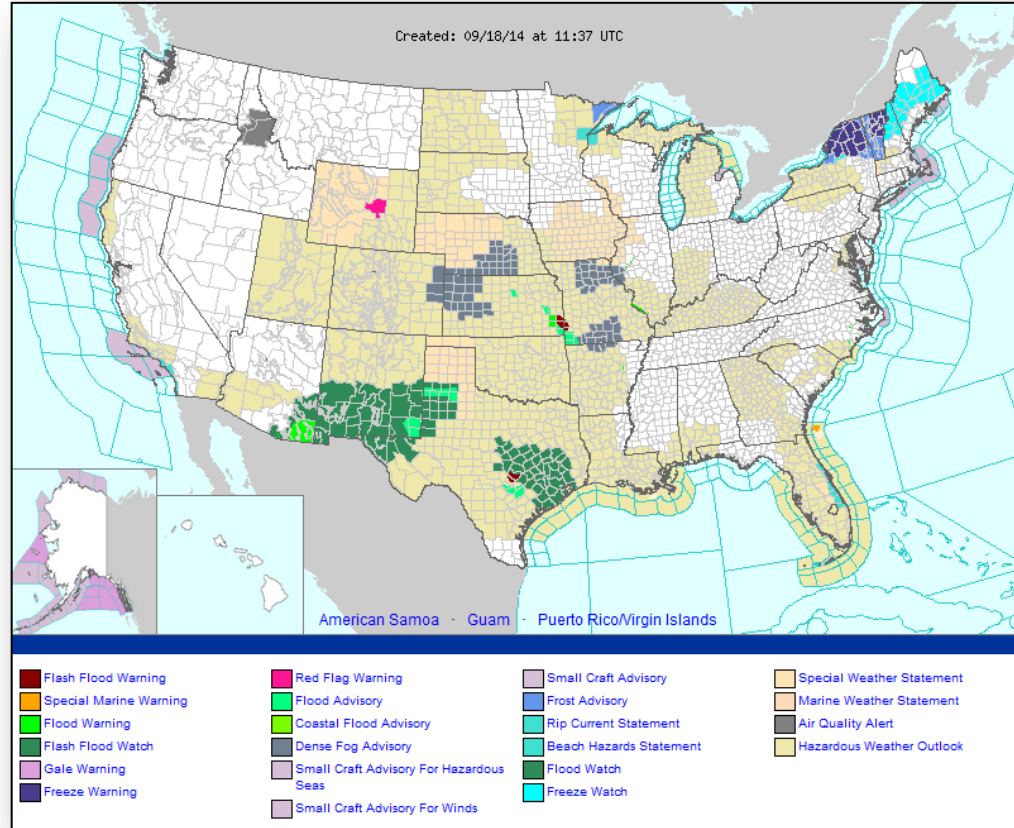 Created: 09/18/14 at 11:37 UTC
American Samoa · Guam · Puerto Rico/Virgin Islands
Flash Flood Warning
Special Marine Warning
Flood Warning
Flash Flood Watch
Gale Warning
Freeze Warning
Red Flag Warning
Flood Advisory
Coastal Flood Advisory
Dense Fog Advisory
Small Craft Advisory For Hazardous
Seas
Small Craft Advisory For Winds
Small Craft Advisory
Frost Advisory
Rip Current Statement
Beach Hazards Statement
Flood Watch
Freeze Watch
Special Weather Statement
Marine Weather Statement
Air Quality Alert
Hazardous Weather Outlook